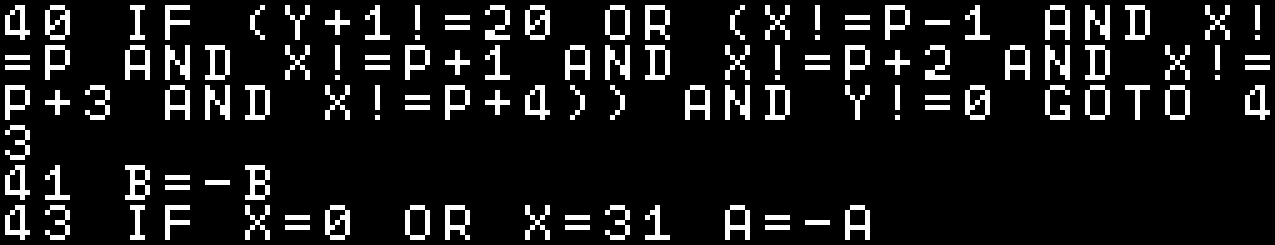 40 IF (Y+1!=20 OR (X!=P-1 AND X!
=P AND X!=P+1 AND X!=P+2 AND X!=
P+3 AND X!=P+4)) AND Y!=0 GOTO 4
3
41 B=-B
43 IF X=0 OR X=31 A=-A